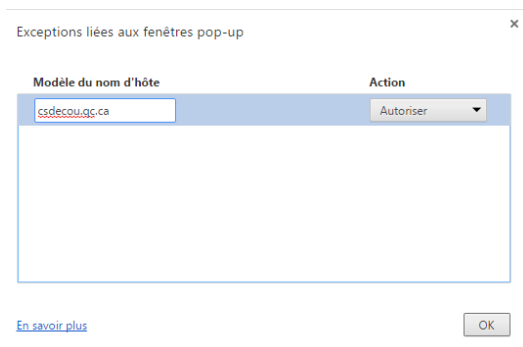 Exceptions liées aux fenêtres pop-up
×
Modèle du nom d'hôte Action
csdecou.qc.ca Autoriser
En savoir plus OK